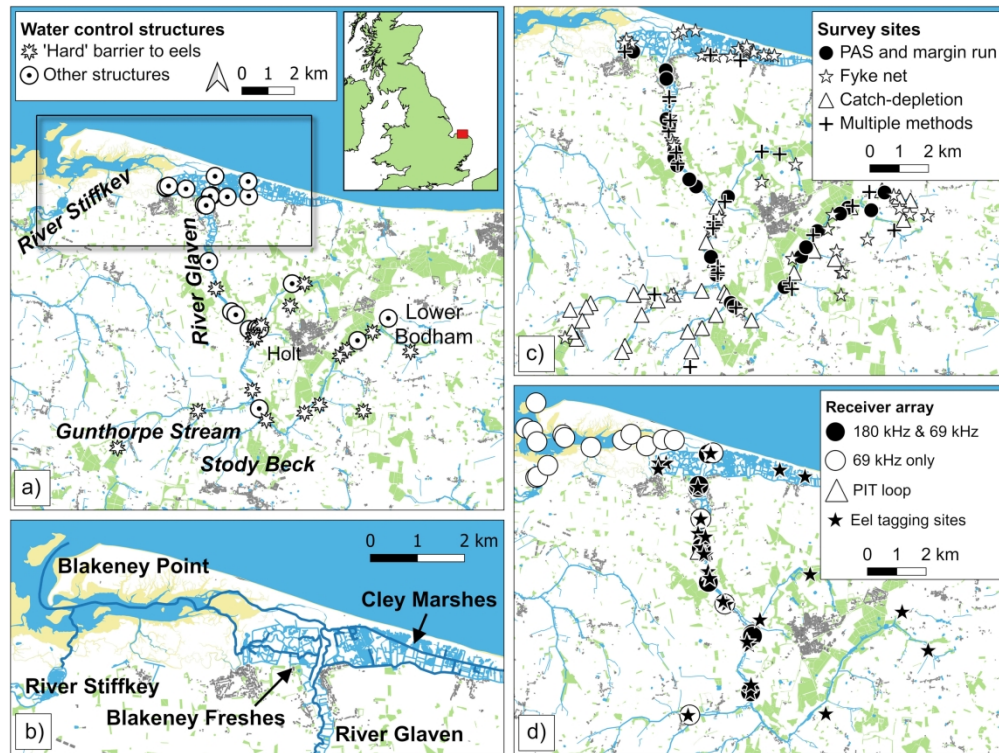 Water control structures
'Hard' barrier to eels
Other structures
0 1 2 km
River Stiffkey
River Glaven
Lower
Bodham
Holt
Gunthorpe Stream
Stody Beck
a)
0 1 2 km
Blakeney Point
Cley Marshes
River Stiffkey
Blakeney Freshes
River Glaven
b)
Survey sites
PAS and margin run
Fyke net
Catch-depletion
Multiple methods
0 1 2 km
c)
Receiver array
180 kHz & 69 kHz
69 kHz only
PIT loop
Eel tagging sites
0 1 2 km
d)